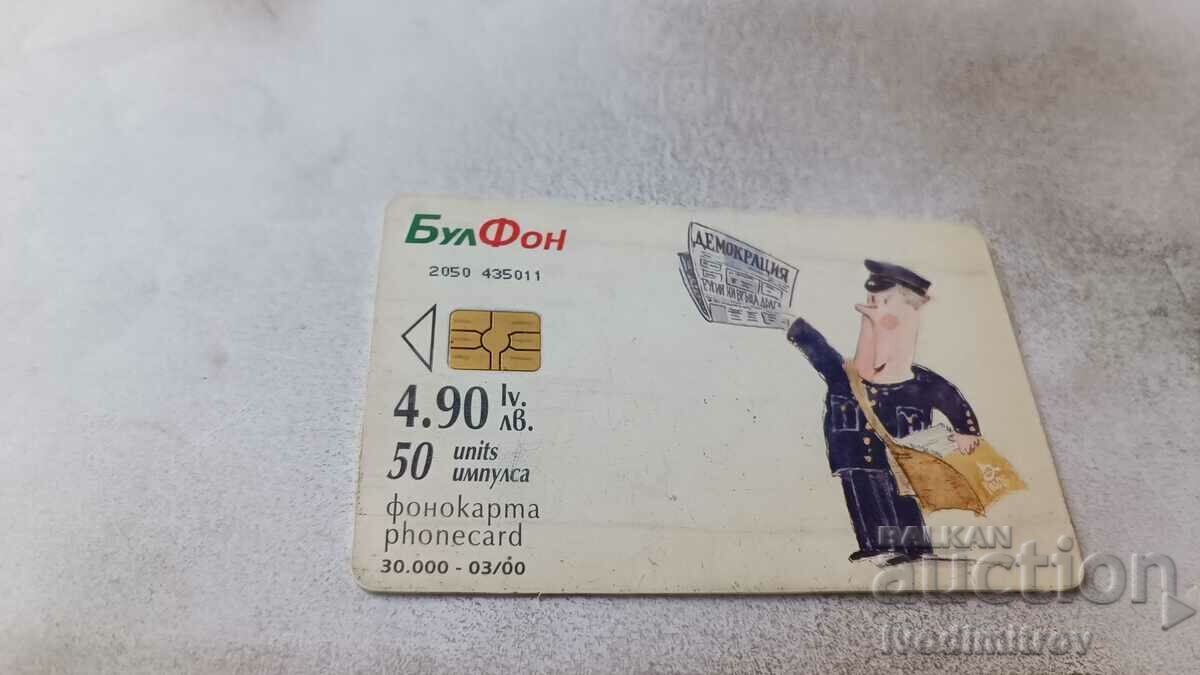 БулФон
2050 435011
4.90 lv. лв.
50 units импулса
фонокарта
phonecard
30.000 - 03/00
ДЕМОКРАЦИЯ
BALKAN
auction
ivodimitrov